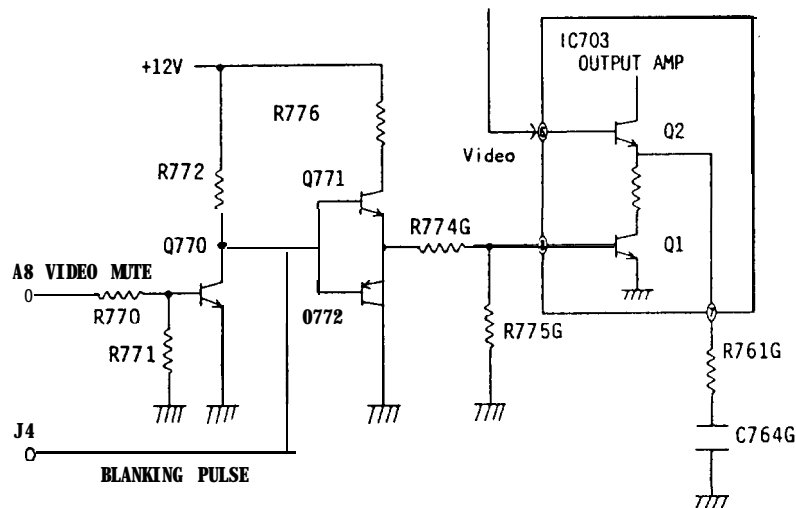 IC703
OUTPUT AMP
+12V
R776
Q2
R772
Video
Q771
R774G
Q770
Q1
A8 VIDEO MUTE
R770
O772
R775G
7
R771
R761G
J4
C764G
BLANKING PULSE